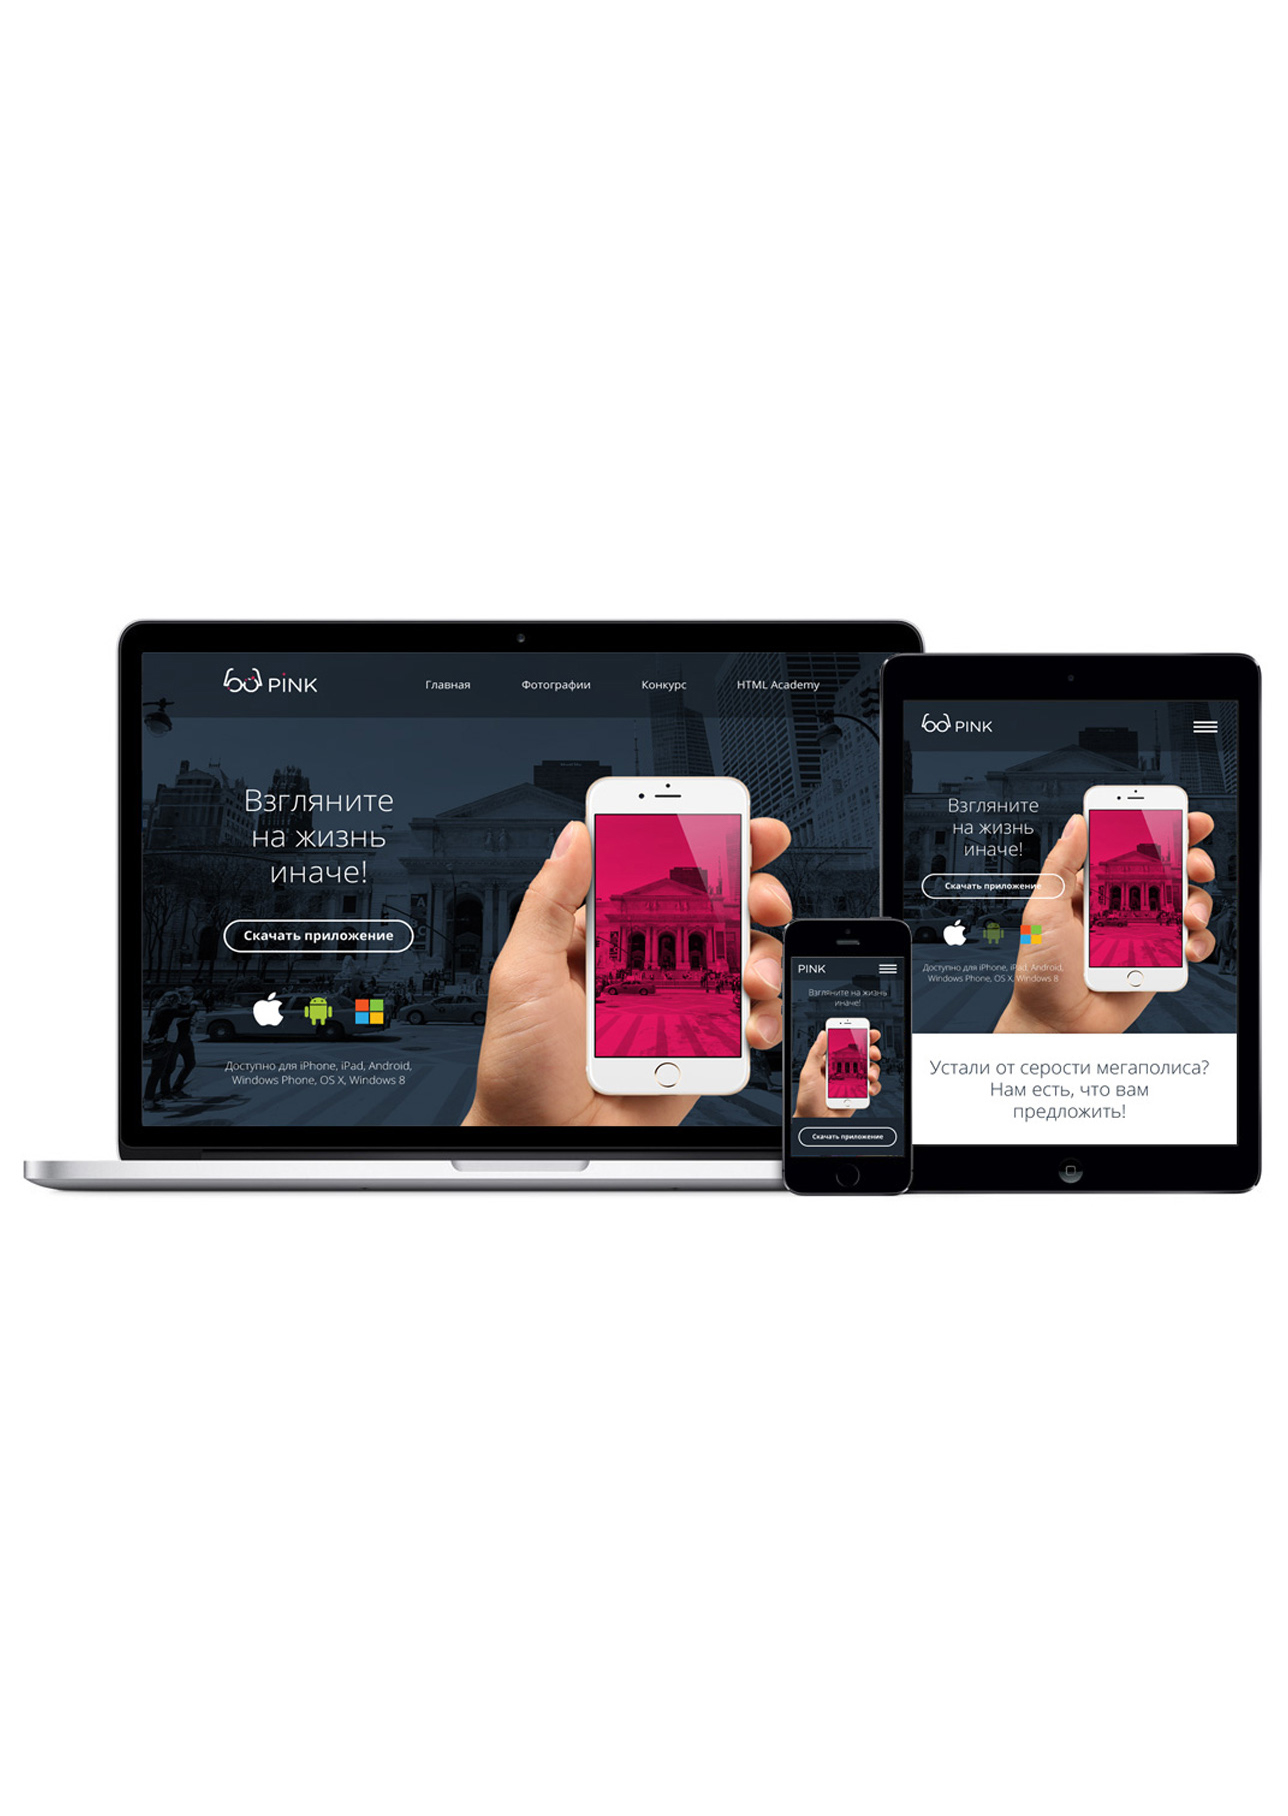 PINK
Главная
Фотографии
Конкурс
HTML Academy
Взгляните
на жизнь
иначе!
Скачать приложение
Доступно для iPhone, iPad, Android,
Windows Phone, OS X, Windows 8
PINK
Взгляните на жизнь
иначе!
Скачать приложение
PINK
Взгляните
на жизнь
иначе!
Скачать приложение
Доступно для iPhone, iPad, Android,
Windows Phone, OS X, Windows 8
Устали от серости мегаполиса?
Нам есть, что вам
предложить!